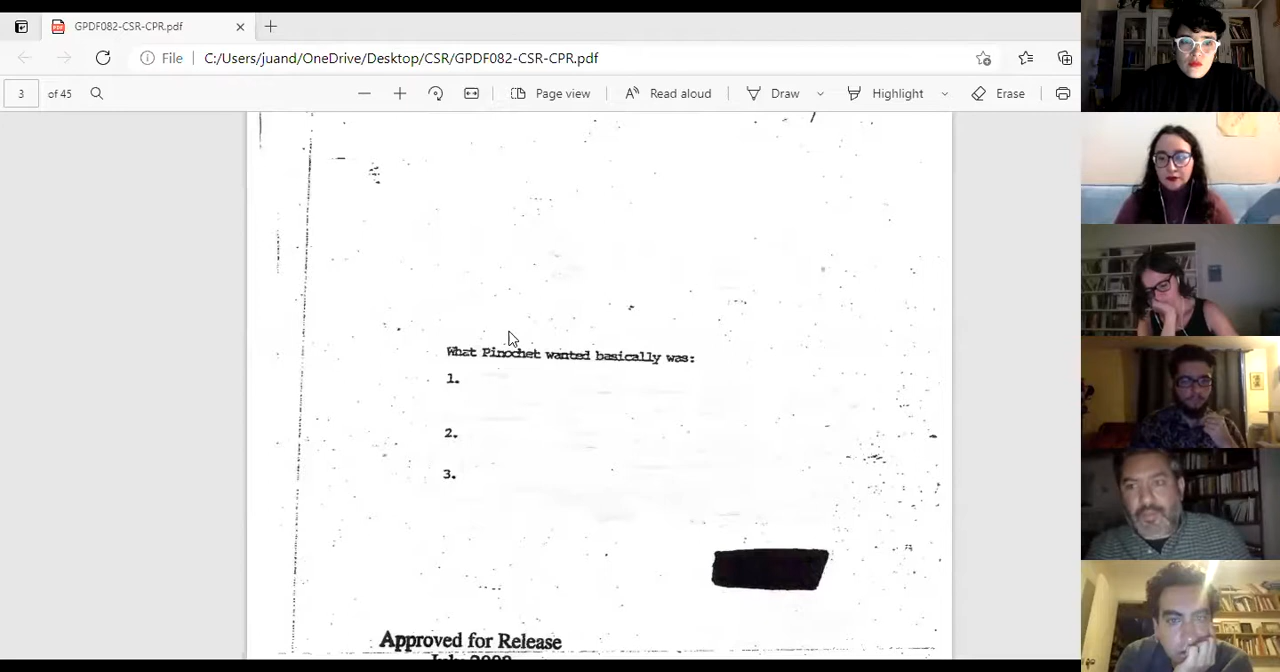 GPDF082-CSR-CPR.pdf
File
C:/Users/juand/OneDrive/Desktop/CSR/GPDF082-CSR-CPR.pdf
3 of 45
Page view
Read aloud
Draw
Highlight
Erase
What Pinochet wanted basically was:
1.
2.
3.
Approved for Release
July